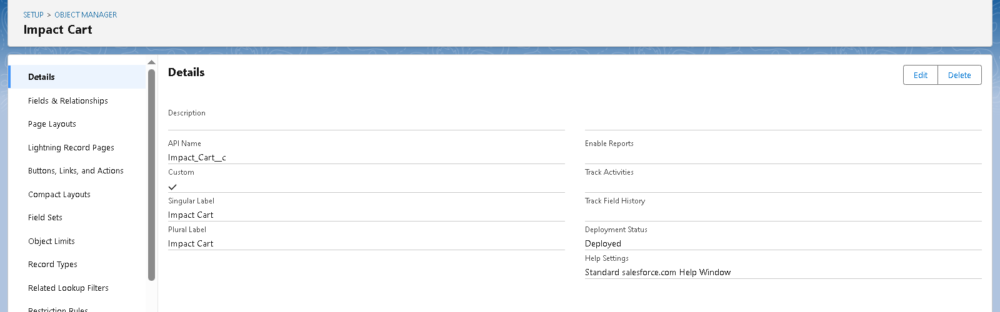 SETUP > OBJECT MANAGER
Impact Cart
Details
Fields & Relationships
Page Layouts
Lightning Record Pages
Buttons, Links, and Actions
Compact Layouts
Field Sets
Object Limits
Record Types
Related Lookup Filters
Restriction Rules
Details
Edit
Delete
Description
API Name
Impact_Cart__c
Custom
Singular Label
Impact Cart
Plural Label
Impact Cart
Enable Reports
Track Activities
Track Field History
Deployment Status
Deployed
Help Settings
Standard salesforce.com Help Window